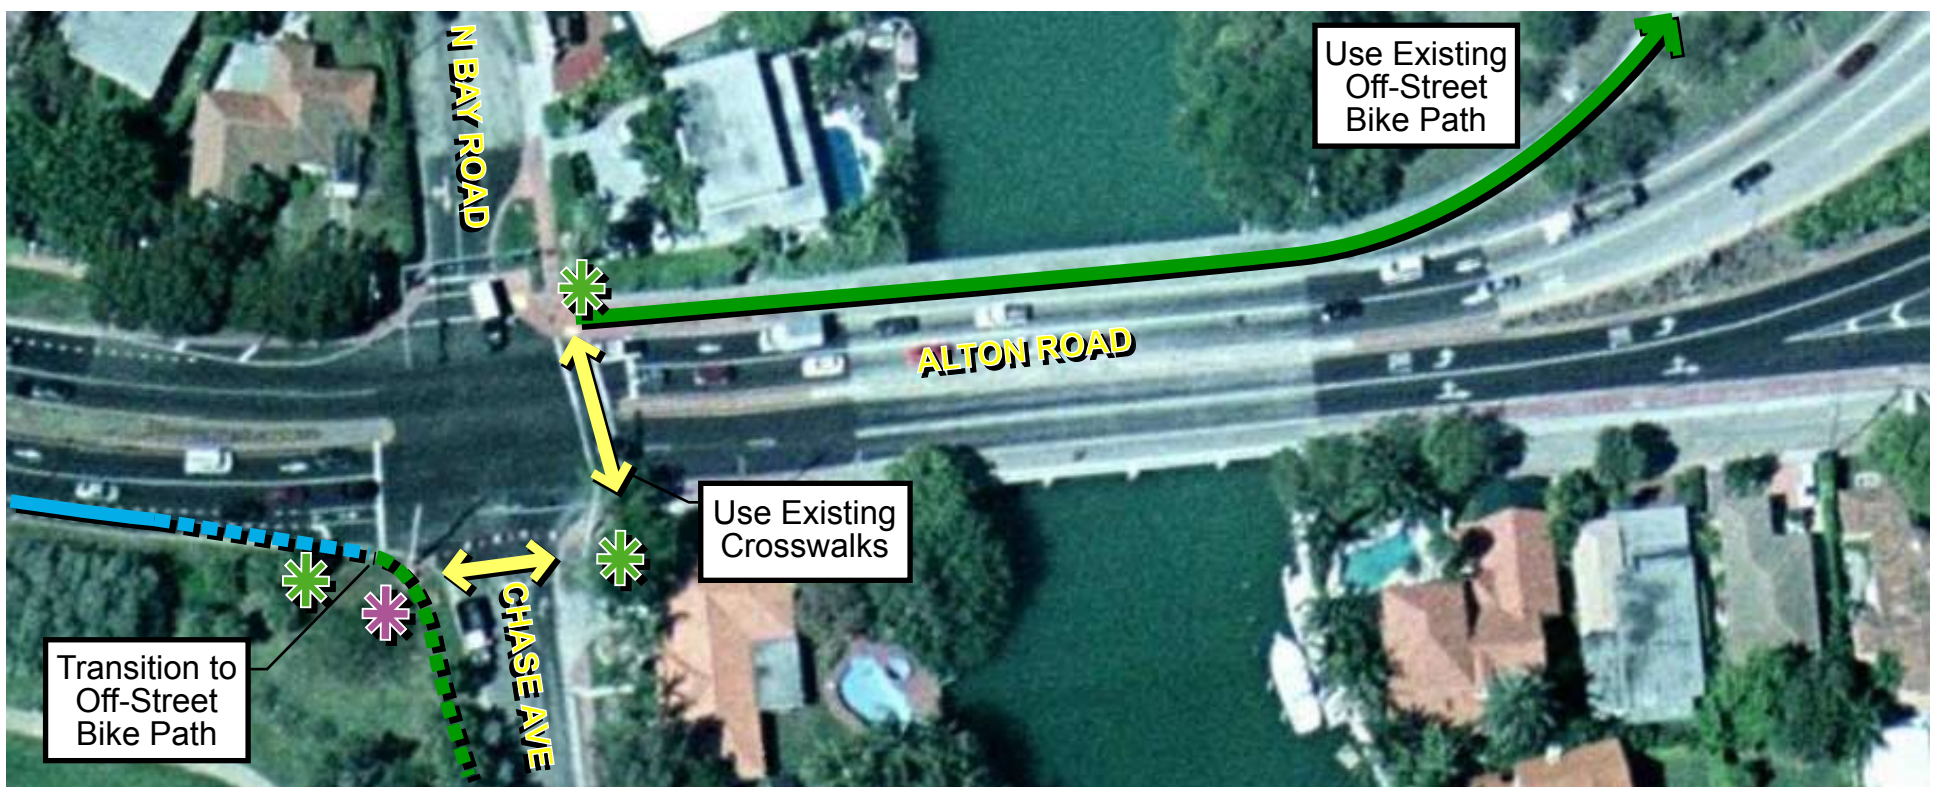 N BAY ROAD
Use Existing
Off-Street
Bike Path
ALTON ROAD
Use Existing
Crosswalks
CHASE AVE
Transition to
Off-Street
Bike Path